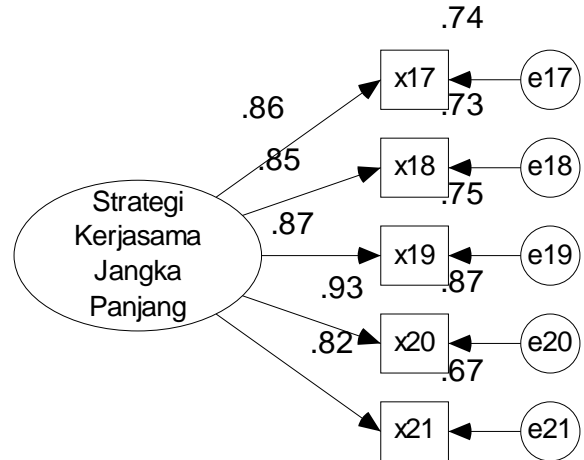 .74
x17
e17
.86
.73
x18
e18
.85
.75
Strategi
Kerjasama
Jangka
Panjang
.87
x19
e19
.93
.87
x20
e20
.82
.67
x21
e21